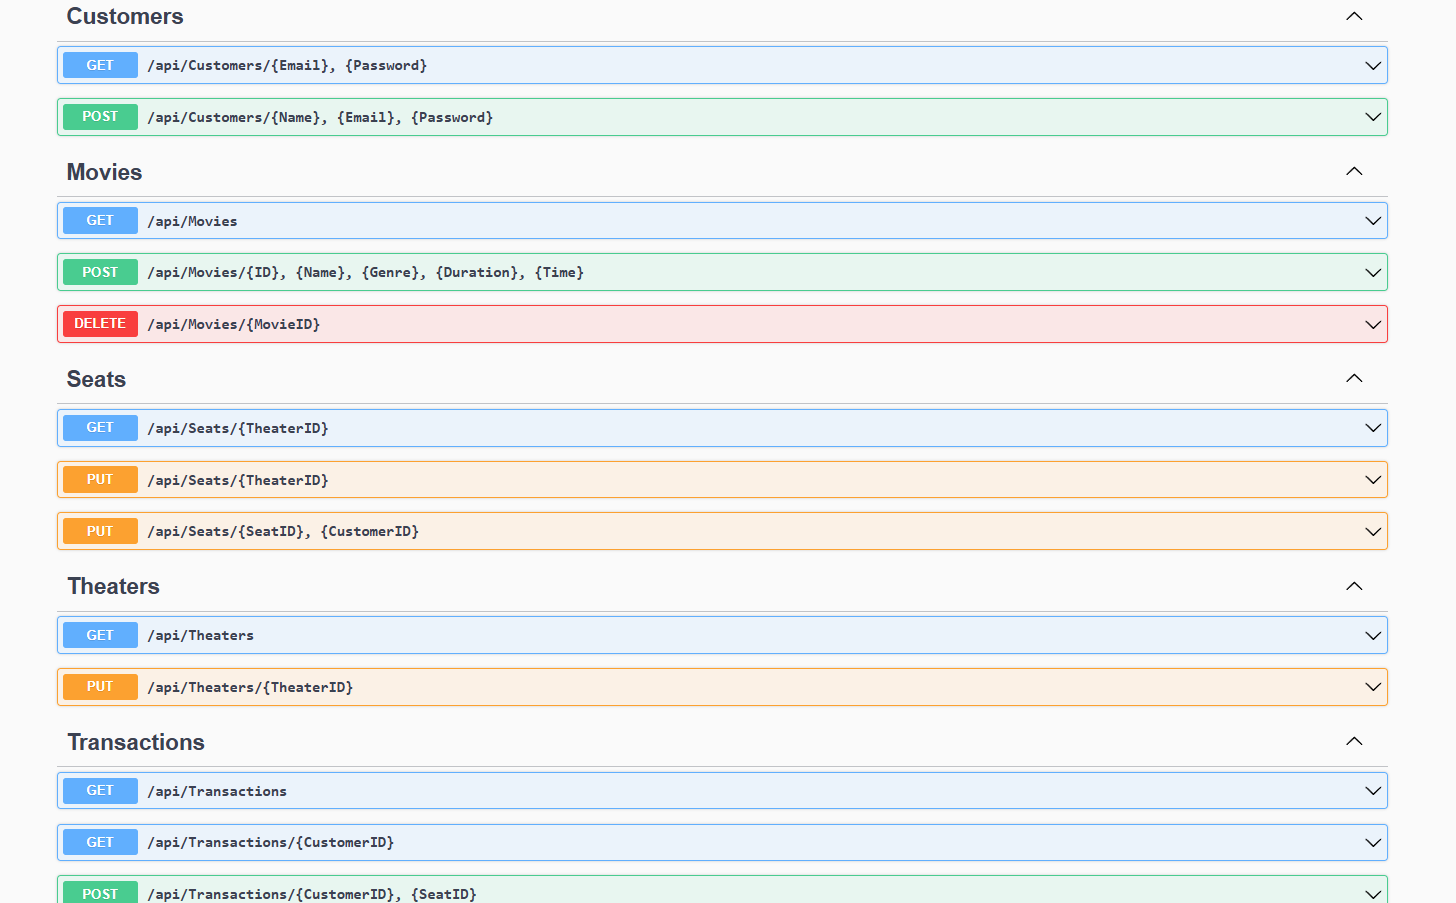 Customers
GET /api/Customers/{Email}, {Password}
POST /api/Customers/{Name}, {Email}, {Password}
Movies
GET /api/Movies
POST /api/Movies/{ID}, {Name}, {Genre}, {Duration}, {Time}
DELETE /api/Movies/{MovieID}
Seats
GET /api/Seats/{TheaterID}
PUT /api/Seats/{TheaterID}
PUT /api/Seats/{SeatID}, {CustomerID}
Theaters
GET /api/Theaters
PUT /api/Theaters/{TheaterID}
Transactions
GET /api/Transactions
GET /api/Transactions/{CustomerID}
POST /api/Transactions/{CustomerID}, {SeatID}